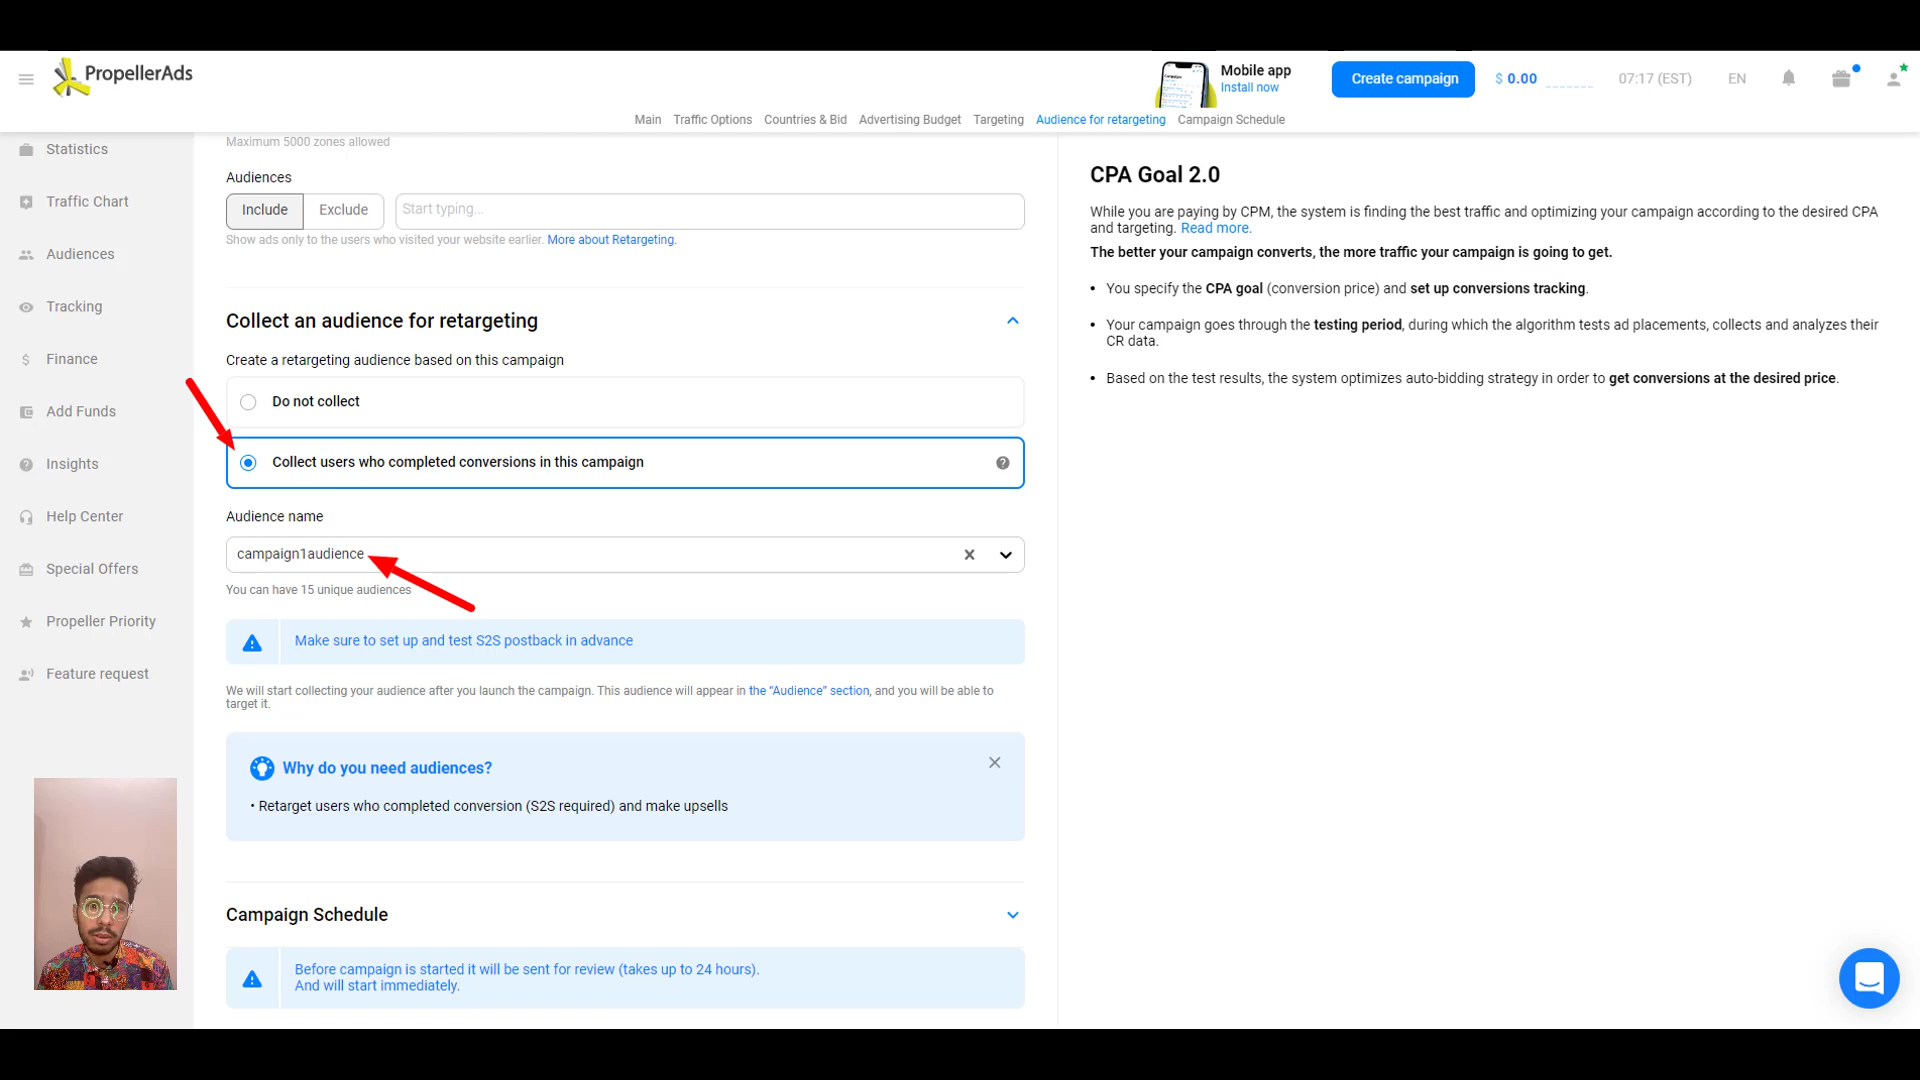 PropellerAds
Mobile app
Install now
Create campaign
$ 0.00
07:17 (EST)
EN
Main
Traffic Options
Countries & Bid
Advertising Budget
Targeting
Audience for retargeting
Campaign Schedule
Statistics
Traffic Chart
Audiences
Tracking
Finance
Add Funds
Insights
Help Center
Special Offers
Propeller Priority
Feature request
Maximum 5000 zones allowed
Audiences
Include
Exclude
Start typing...
Show ads only to the users who visited your website earlier. More about Retargeting.
Collect an audience for retargeting
Create a retargeting audience based on this campaign
Do not collect
Collect users who completed conversions in this campaign
Audience name
campaign1audience
You can have 15 unique audiences
Make sure to set up and test S2S postback in advance
We will start collecting your audience after you launch the campaign. This audience will appear in the "Audience" section, and you will be able to
target it.
Why do you need audiences?
• Retarget users who completed conversion (S2S required) and make upsells
Campaign Schedule
Before campaign is started it will be sent for review (takes up to 24 hours).
And will start immediately.
CPA Goal 2.0
While you are paying by CPM, the system is finding the best traffic and optimizing your campaign according to the desired CPA
and targeting. Read more.
The better your campaign converts, the more traffic your campaign is going to get.
• You specify the CPA goal (conversion price) and set up conversions tracking.
• Your campaign goes through the testing period, during which the algorithm tests ad placements, collects and analyzes their
CR data.
• Based on the test results, the system optimizes auto-bidding strategy in order to get conversions at the desired price.